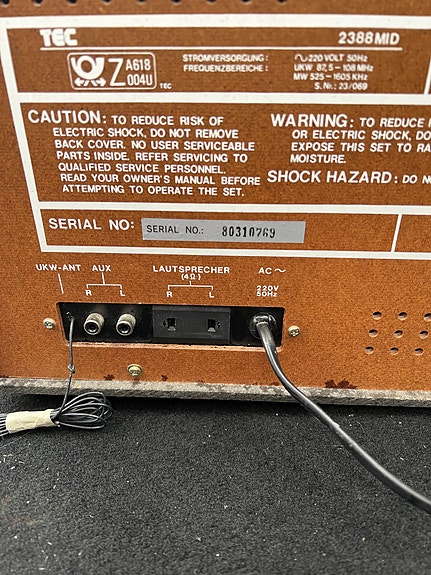 TEC
2388MID
Z A618
004U
TEC
STROMVERSORGUNG: ~220 VOLT 50Hz
FREQUENZBEREICHE: UKW 87,5-108 MHz
MW 525-1605 KHz
S.Nr.: 23/069
CAUTION: TO REDUCE RISK OF
ELECTRIC SHOCK, DO NOT REMOVE
BACK COVER. NO USER SERVICEABLE
PARTS INSIDE. REFER SERVICING TO
QUALIFIED SERVICE PERSONNEL.
READ YOUR OWNER'S MANUAL BEFORE
ATTEMPTING TO OPERATE THE SET.
WARNING: TO REDUCE
OR ELECTRIC SHOCK, DO
EXPOSE THIS SET TO RA
MOISTURE.
SHOCK HAZARD: DO NO
SERIAL NO:
SERIAL NO.: 80310769
UKW-ANT AUX LAUTSPRECHER AC ~
(4Ω)
R L R L 220V
50Hz